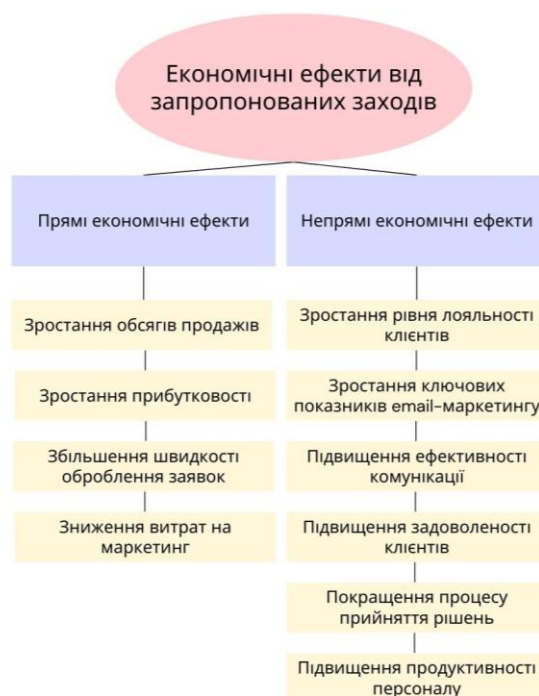 Економічні ефекти від
запропонованих заходів
Прямі економічні ефекти
Зростання обсягів продажів
Зростання прибутковості
Збільшення швидкості
оброблення заявок
Зниження витрат на
маркетинг
Непрямі економічні ефекти
Зростання рівня лояльності
клієнтів
Зростання ключових
показників email-маркетингу
Підвищення ефективності
комунікації
Підвищення задоволеності
клієнтів
Покращення процесу
прийняття рішень
Підвищення продуктивності
персоналу